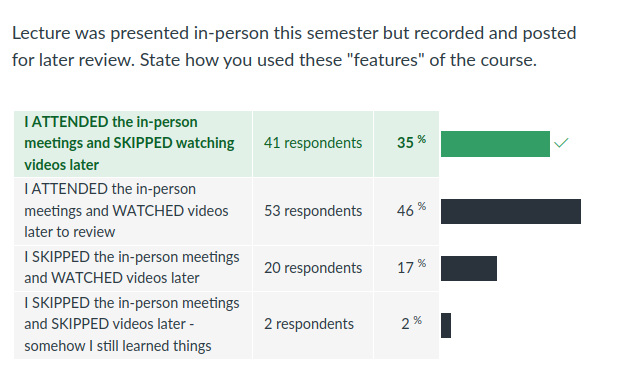 Lecture was presented in-person this semester but recorded and posted
for later review. State how you used these "features" of the course.
I ATTENDED the in-person
meetings and SKIPPED watching
videos later
41 respondents
35 %
I ATTENDED the in-person
meetings and WATCHED videos
later to review
53 respondents
46 %
I SKIPPED the in-person meetings
and WATCHED videos later
20 respondents
17 %
I SKIPPED the in-person meetings
and SKIPPED videos later -
somehow I still learned things
2 respondents
2 %